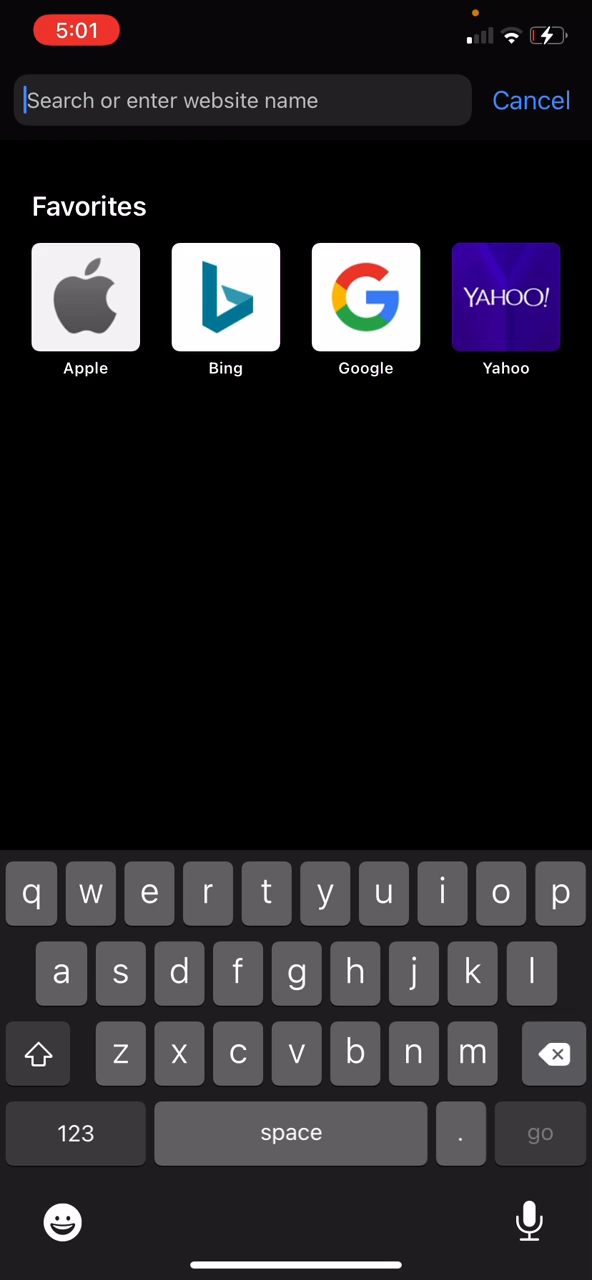 5:01
Search or enter website name Cancel
Favorites
YAHOO!
Apple Bing Google Yahoo
q w e r t y u i o p
a s d f g h j k l
z x c v b n m
123 space . go